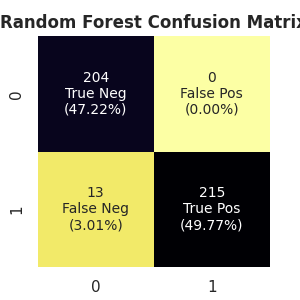 Random Forest Confusion Matrix
0
204
True Neg
(47.22%)
0
False Pos
(0.00%)
1
13
False Neg
(3.01%)
215
True Pos
(49.77%)
0
1